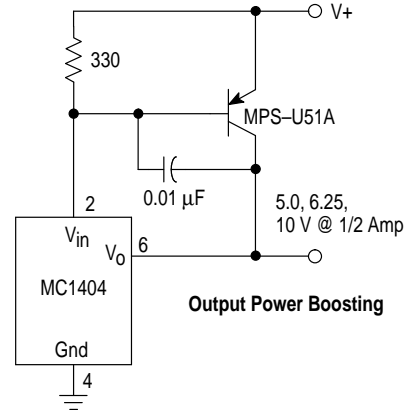 V+
330
MPS–U51A
0.01 μF
2
5.0, 6.25,
10 V @ 1/2 Amp
Vin
Vo
6
MC1404
Output Power Boosting
Gnd
4